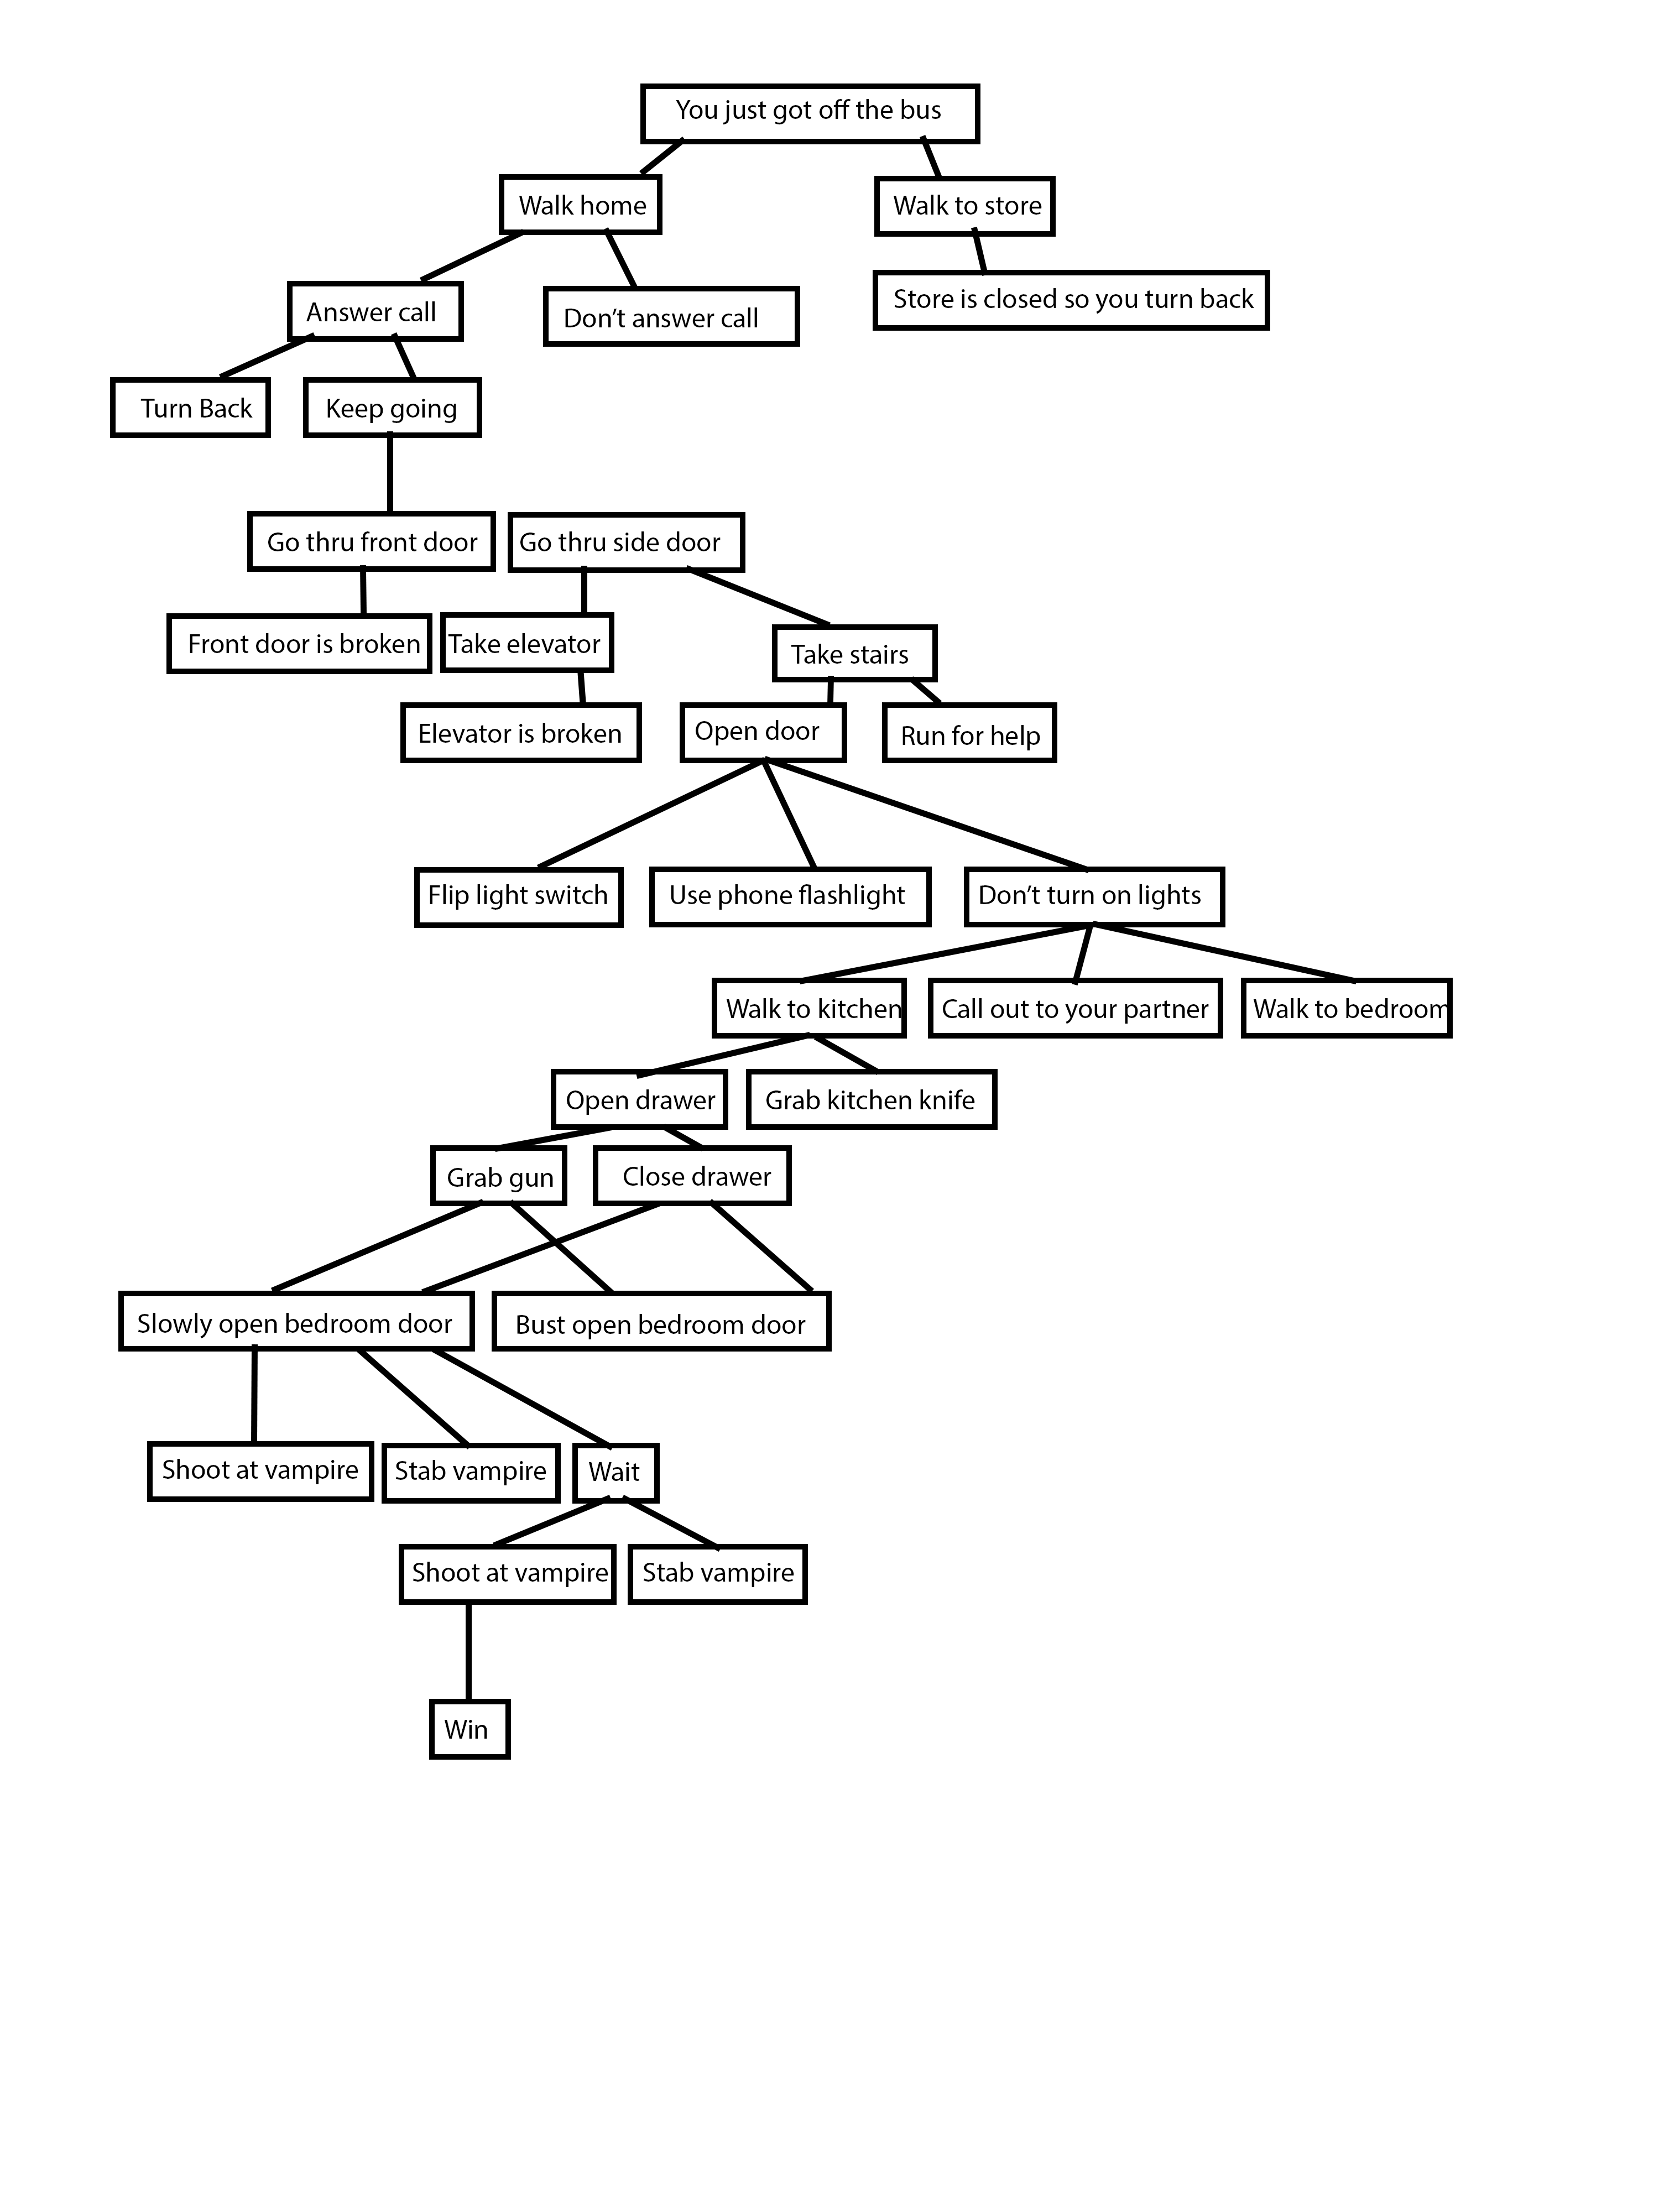 You just got off the bus
Walk home
Walk to store
Answer call
Don't answer call
Store is closed so you turn back
Turn Back
Keep going
Go thru front door
Go thru side door
Front door is broken
Take elevator
Take stairs
Elevator is broken
Open door
Run for help
Flip light switch
Use phone flashlight
Don't turn on lights
Walk to kitchen
Call out to your partner
Walk to bedroom
Open drawer
Grab kitchen knife
Grab gun
Close drawer
Slowly open bedroom door
Bust open bedroom door
Shoot at vampire
Stab vampire
Wait
Shoot at vampire
Stab vampire
Win